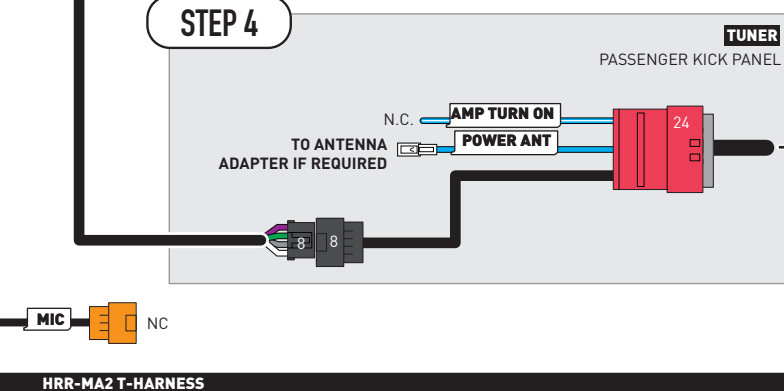 STEP 4
TUNER
PASSENGER KICK PANEL
N.C.
AMP TURN ON
24
POWER ANT
TO ANTENNA
ADAPTER IF REQUIRED
8
8
MIC
NC
HRR-MA2 T-HARNESS